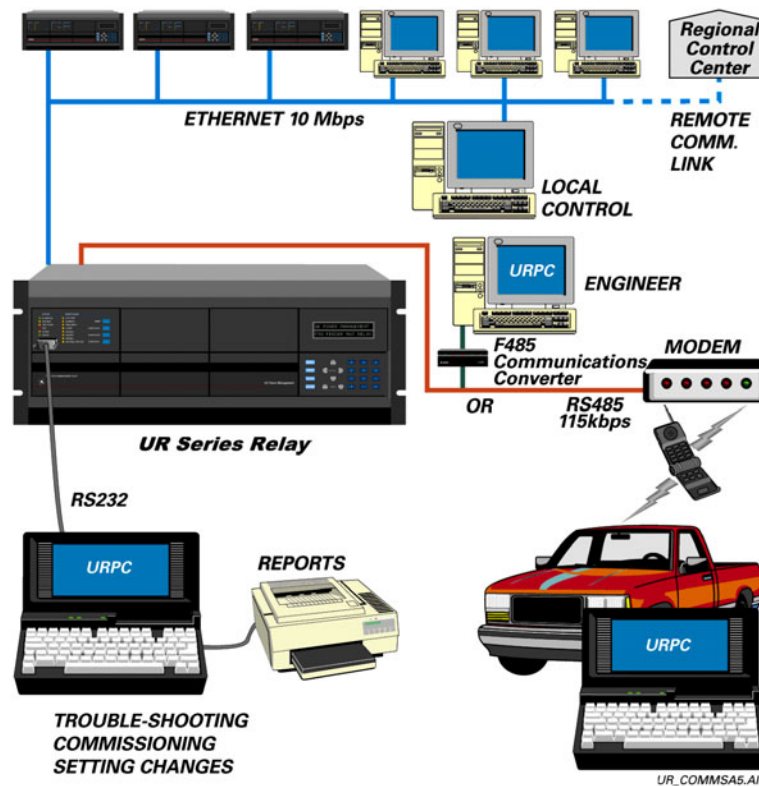 Regional
Control
Center
ETHERNET 10 Mbps
REMOTE
COMM.
LINK
LOCAL
CONTROL
URPC
ENGINEER
F485
Communications
Converter
MODEM
OR
RS485
115kbps
UR Series Relay
RS232
URPC
REPORTS
URPC
TROUBLE-SHOOTING
COMMISSIONING
SETTING CHANGES
UR_COMMSA5.AI